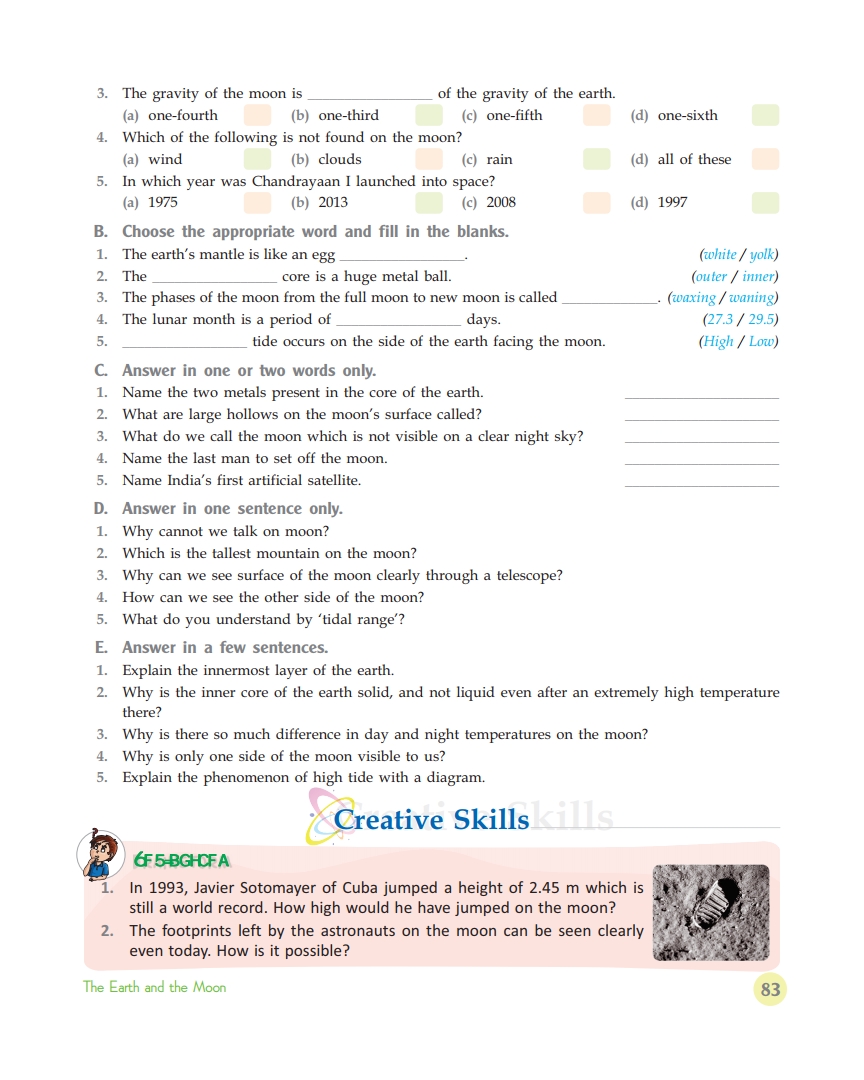 3. The gravity of the moon is _________________ of the gravity of the earth.
(a) one-fourth (b) one-third (c) one-fifth (d) one-sixth
4. Which of the following is not found on the moon?
(a) wind (b) clouds (c) rain (d) all of these
5. In which year was Chandrayaan I launched into space?
(a) 1975 (b) 2013 (c) 2008 (d) 1997
B. Choose the appropriate word and fill in the blanks.
1. The earth's mantle is like an egg _________________. (white / yolk)
2. The _________________ core is a huge metal ball. (outer / inner)
3. The phases of the moon from the full moon to new moon is called _____________. (waxing / waning)
4. The lunar month is a period of _________________ days. (27.3 / 29.5)
5. _________________ tide occurs on the side of the earth facing the moon. (High / Low)
C. Answer in one or two words only.
1. Name the two metals present in the core of the earth. _____________________
2. What are large hollows on the moon's surface called? _____________________
3. What do we call the moon which is not visible on a clear night sky? _____________________
4. Name the last man to set off the moon. _____________________
5. Name India's first artificial satellite. _____________________
D. Answer in one sentence only.
1. Why cannot we talk on moon?
2. Which is the tallest mountain on the moon?
3. Why can we see surface of the moon clearly through a telescope?
4. How can we see the other side of the moon?
5. What do you understand by 'tidal range'?
E. Answer in a few sentences.
1. Explain the innermost layer of the earth.
2. Why is the inner core of the earth solid, and not liquid even after an extremely high temperature
there?
3. Why is there so much difference in day and night temperatures on the moon?
4. Why is only one side of the moon visible to us?
5. Explain the phenomenon of high tide with a diagram.
Creative Skills
1. In 1993, Javier Sotomayer of Cuba jumped a height of 2.45 m which is
still a world record. How high would he have jumped on the moon?
2. The footprints left by the astronauts on the moon can be seen clearly
even today. How is it possible?
The Earth and the Moon 83